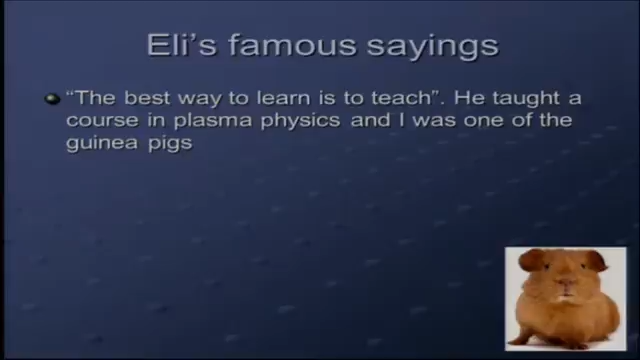 Eli's famous sayings
"The best way to learn is to teach". He taught a
course in plasma physics and I was one of the
guinea pigs